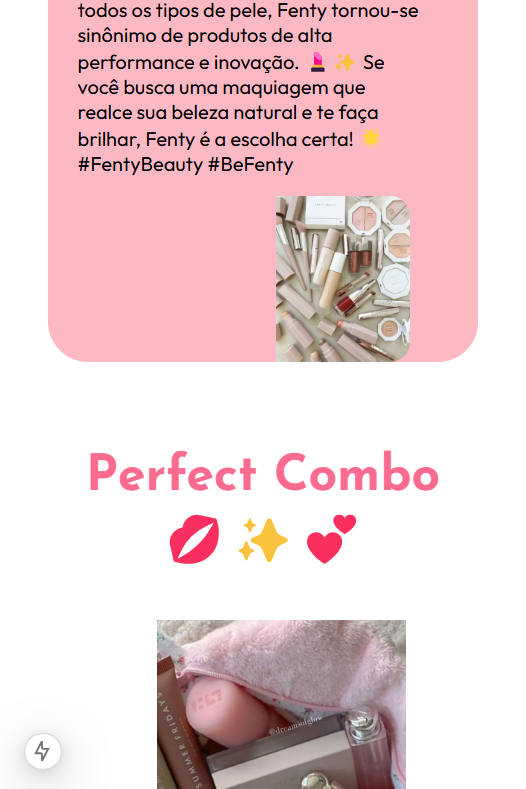 todos os tipos de pele, Fenty tornou-se
sinônimo de produtos de alta
performance e inovação. 💄 ✨ Se
você busca uma maquiagem que
realce sua beleza natural e te faça
brilhar, Fenty é a escolha certa! 🌟
#FentyBeauty #BeFenty
Perfect Combo
💋 ✨ 💕
@dreamsofglow
SUMMER FRIDAYS